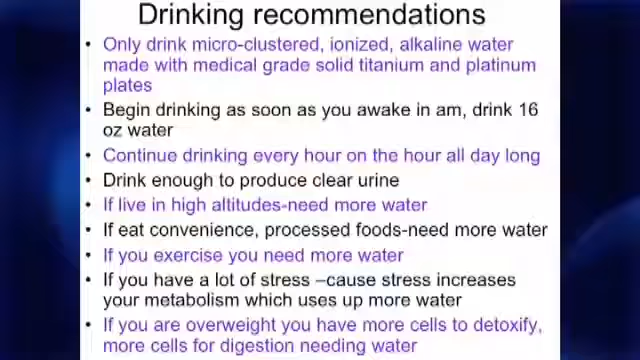 Drinking recommendations
• Only drink micro-clustered, ionized, alkaline water
made with medical grade solid titanium and platinum
plates
• Begin drinking as soon as you awake in am, drink 16
oz water
• Continue drinking every hour on the hour all day long
• Drink enough to produce clear urine
• If live in high altitudes-need more water
• If eat convenience, processed foods-need more water
• If you exercise you need more water
• If you have a lot of stress –cause stress increases
your metabolism which uses up more water
• If you are overweight you have more cells to detoxify,
more cells for digestion needing water